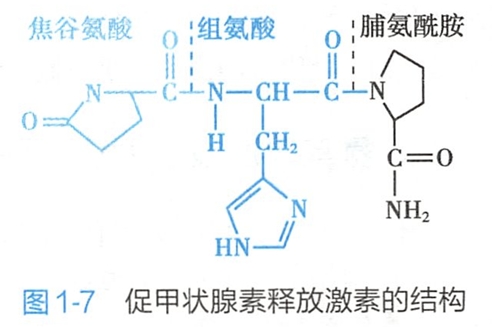 焦谷氨酸 组氨酸 脯氨酰胺
O O
O N C N CH C N
H CH₂ C O
N NH₂
HN
图 1-7 促甲状腺素释放激素的结构